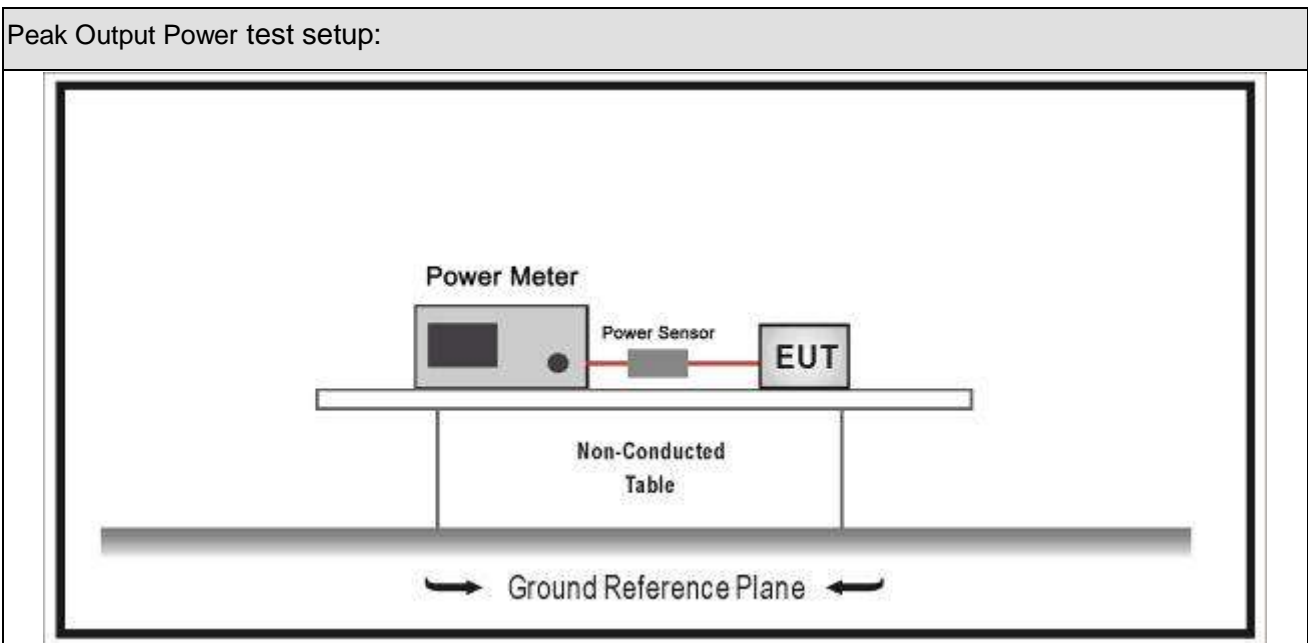 Peak Output Power test setup:
Power Meter
Power Sensor
EUT
Non-Conducted
Table
Ground Reference Plane